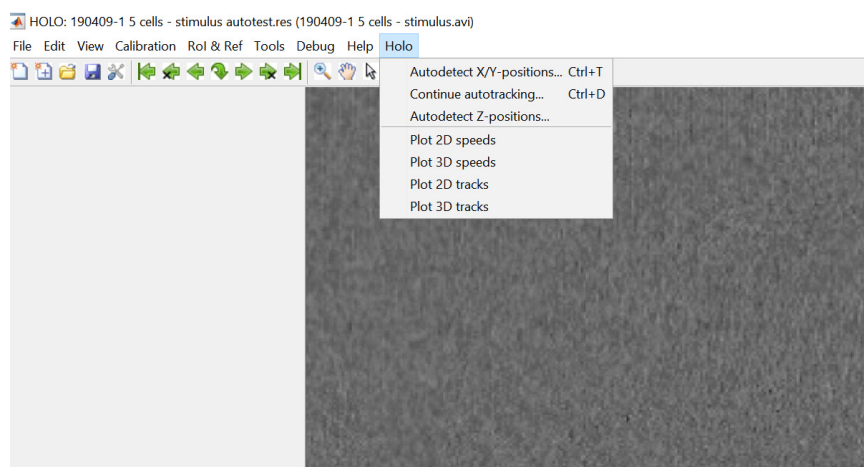 HOLO: 190409-1 5 cells - stimulus autotest.res (190409-1 5 cells - stimulus.avi)
File Edit View Calibration RoI & Ref Tools Debug Help Holo
Autodetect X/Y-positions... Ctrl+T
Continue autotracking... Ctrl+D
Autodetect Z-positions...
Plot 2D speeds
Plot 3D speeds
Plot 2D tracks
Plot 3D tracks